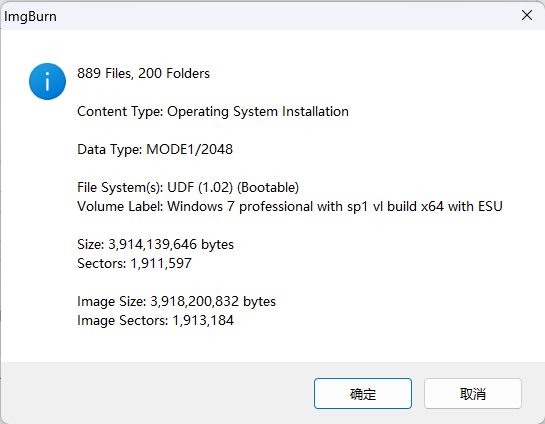 ImgBurn
889 Files, 200 Folders
Content Type: Operating System Installation
Data Type: MODE1/2048
File System(s): UDF (1.02) (Bootable)
Volume Label: Windows 7 professional with sp1 vl build x64 with ESU
Size: 3,914,139,646 bytes
Sectors: 1,911,597
Image Size: 3,918,200,832 bytes
Image Sectors: 1,913,184
确定
取消